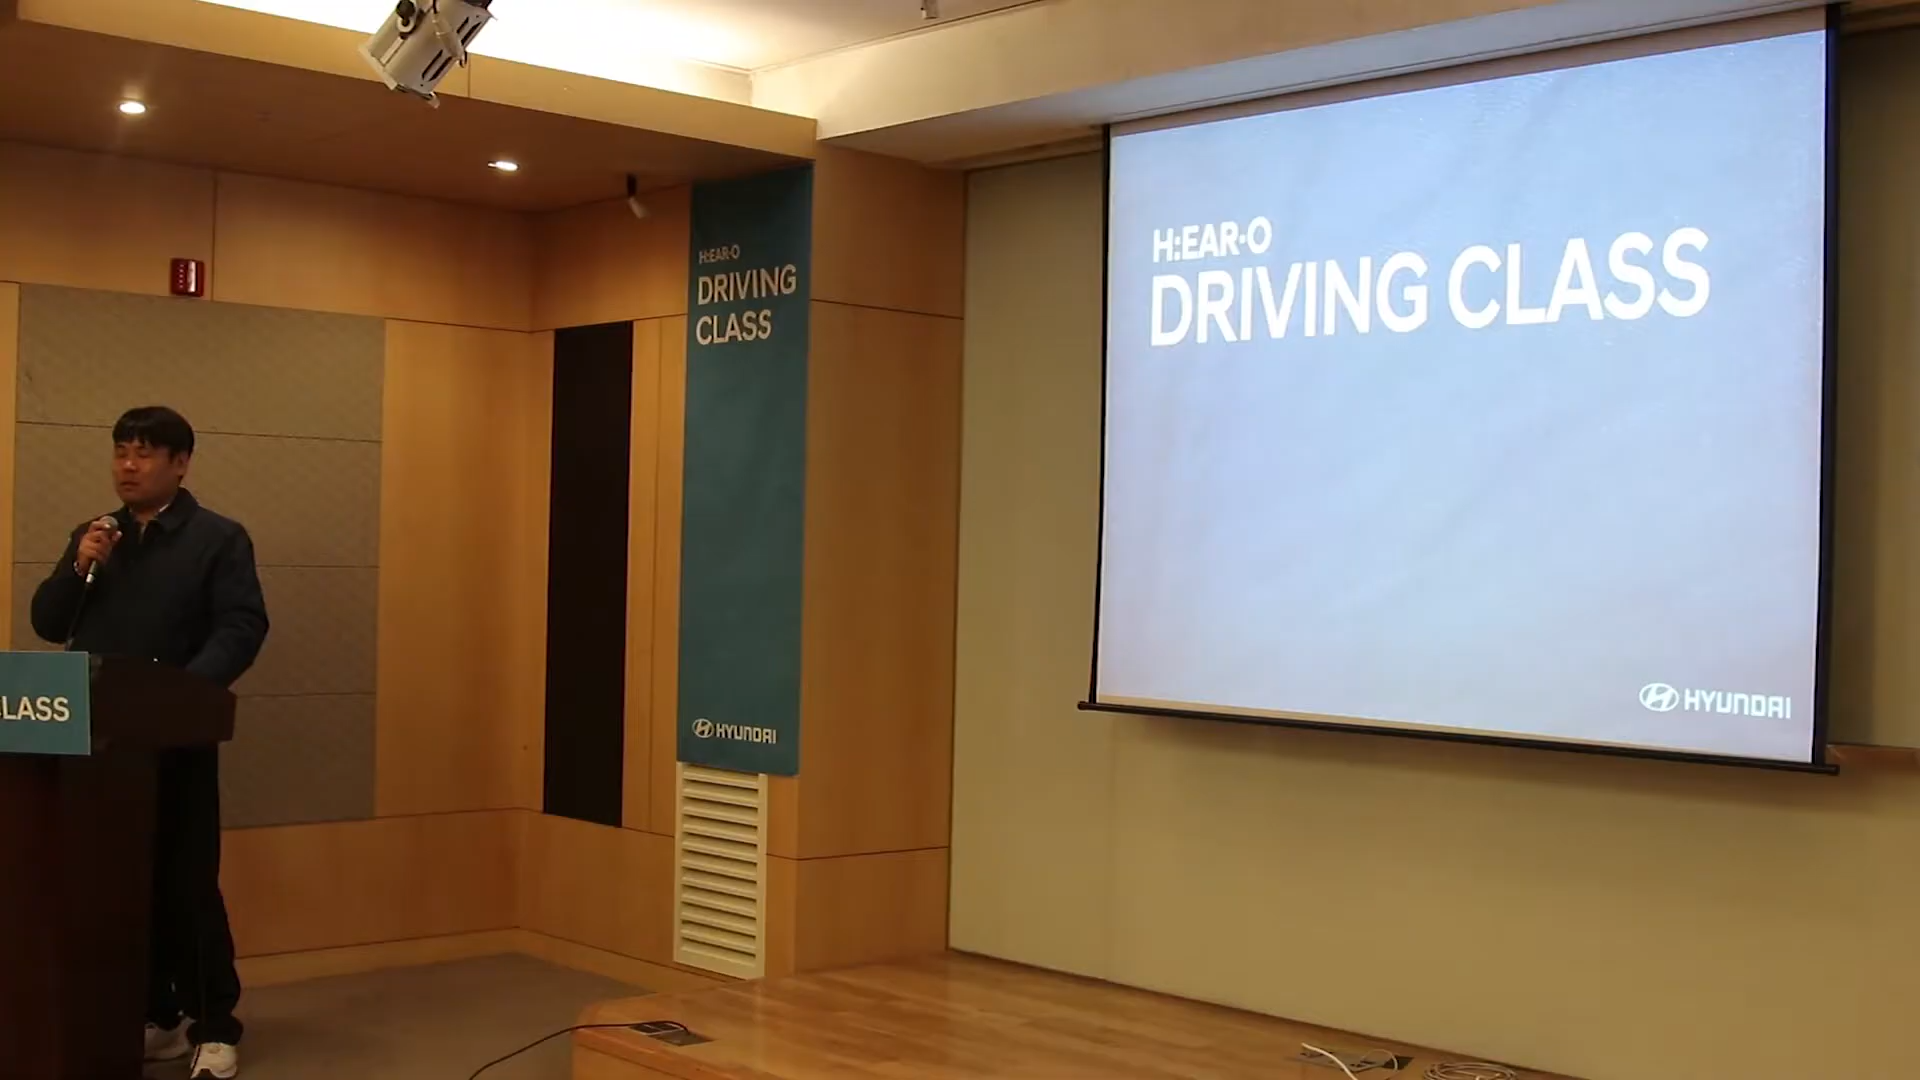 H:EAR·O
DRIVING
CLASS
HYUNDAI
H:EAR·O
DRIVING CLASS
HYUNDAI
CLASS